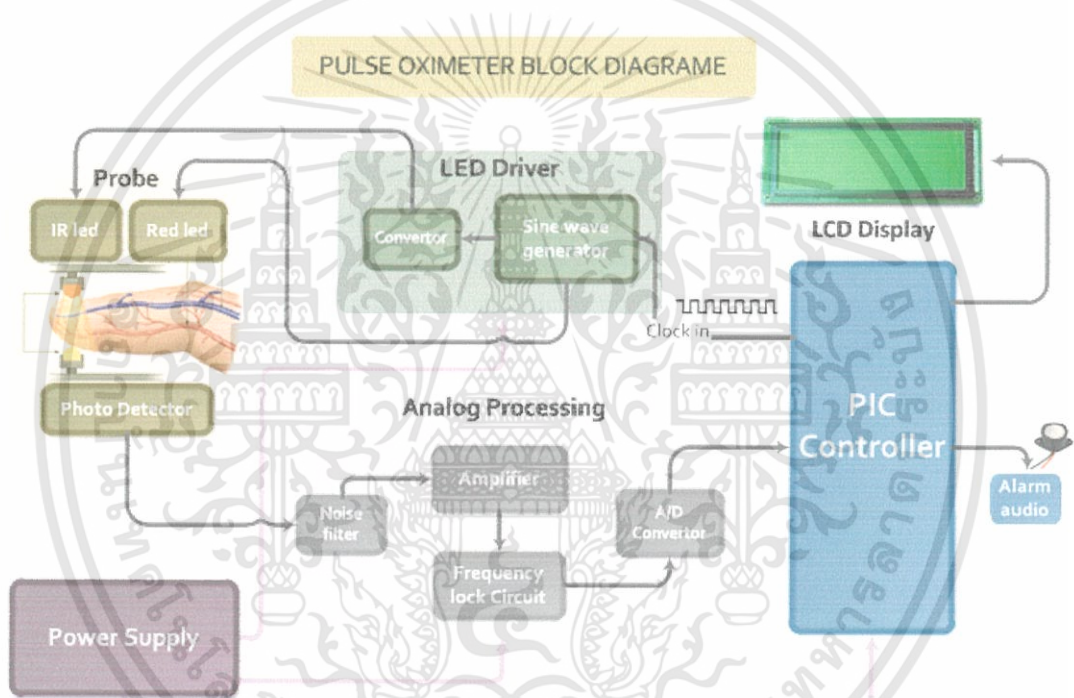 PULSE OXIMETER BLOCK DIAGRAME
Probe
IR led
Red led
LED Driver
Convertor
Sine wave
generator
LCD Display
Clock in
Photo Detector
Analog Processing
Noise
filter
Amplifier
Frequency
lock Circuit
A/D
Convertor
PIC
Controller
Alarm
audio
Power Supply